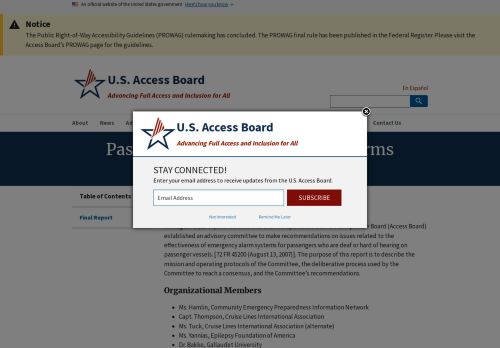 An official website of the United States government Here's how you know
Notice
The Public Right-of-Way Accessibility Guidelines (PROWAG) rulemaking has concluded. The PROWAG final rule has been published in the Federal Register. Please visit the
Access Board's PROWAG page for the guidelines.
U.S. Access Board
Advancing Full Access and Inclusion for All
En Español
About News Contact Us
U.S. Access Board
Advancing Full Access and Inclusion for All
STAY CONNECTED!
Enter your email address to receive updates from the U.S. Access Board.
Email Address
SUBSCRIBE
Not Interested Remind Me Later
Table of Contents
Final Report
Board (Access Board)
established an advisory committee to make recommendations on issues related to the
effectiveness of emergency alarm systems for passengers who are deaf or hard of hearing on
passenger vessels. [72 FR 45200 (August 13, 2007)]. The purpose of this report is to describe the
mission and operating protocols of the Committee, the deliberative process used by the
Committee to reach a consensus, and the Committee's recommendations.
Organizational Members
Ms. Hamlin, Community Emergency Preparedness Information Network
Capt. Thompson, Cruise Lines International Association
Ms. Tuck, Cruise Lines International Association (alternate)
Ms. Yannias, Epilepsy Foundation of America
Dr. Bakke, Gallaudet University